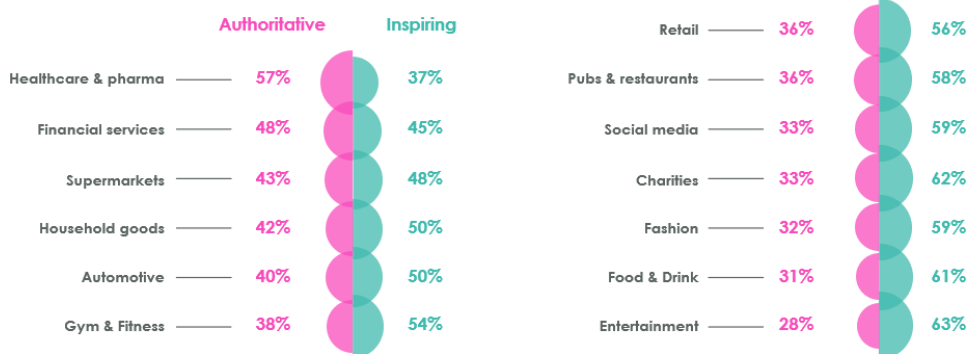 Authoritative Inspiring
Healthcare & pharma 57% 37%
Financial services 48% 45%
Supermarkets 43% 48%
Household goods 42% 50%
Automotive 40% 50%
Gym & Fitness 38% 54%
Retail 36% 56%
Pubs & restaurants 36% 58%
Social media 33% 59%
Charities 33% 62%
Fashion 32% 59%
Food & Drink 31% 61%
Entertainment 28% 63%